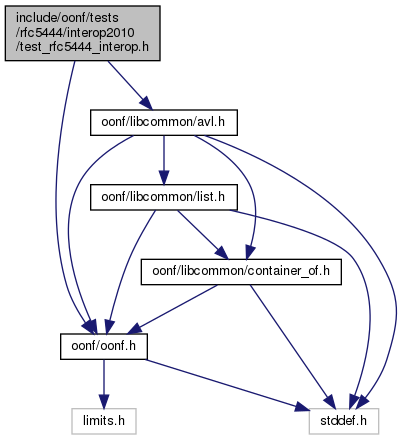 include/oonf/tests
/rfc5444/interop2010
/test_rfc5444_interop.h
oonf/libcommon/avl.h
oonf/libcommon/list.h
oonf/libcommon/container_of.h
oonf/oonf.h
limits.h
stddef.h